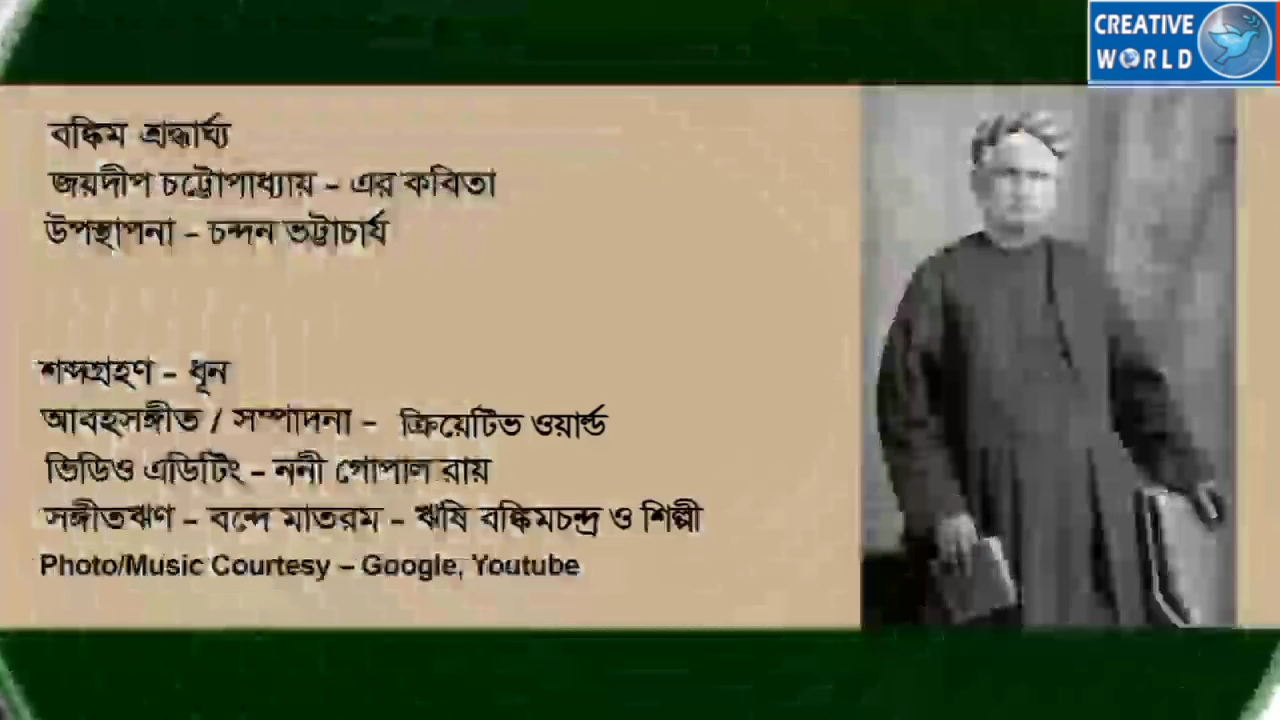 CREATIVE
WORLD
বঙ্কিম শ্রদ্ধার্ঘ্য
জয়দীপ চট্টোপাধ্যায় – এর কবিতা
উপস্থাপনা – চন্দন ভট্টাচার্য
শব্দগ্রহণ – ধূন
আবহসঙ্গীত / সম্পাদনা – ক্রিয়েটিভ ওয়ার্ল্ড
ভিডিও এডিটিং – ননী গোপাল রায়
সঙ্গীতঋণ – বন্দে মাতরম – ঋষি বঙ্কিমচন্দ্র ও শিল্পী
Photo/Music Courtesy – Google, Youtube